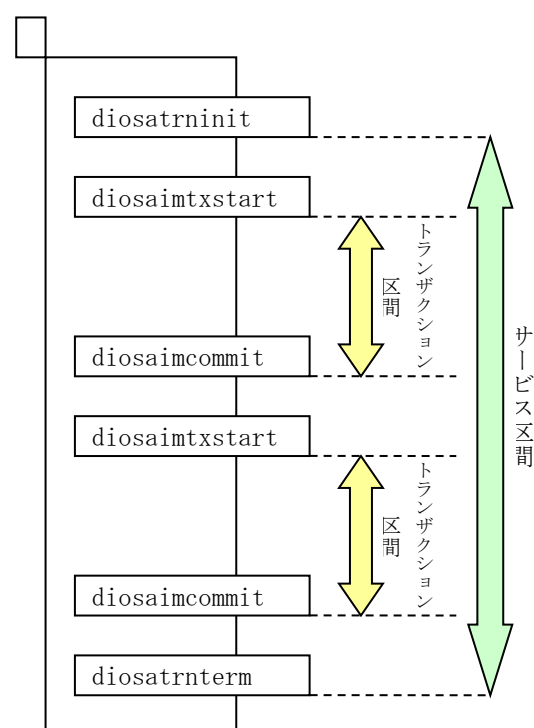 diosatrninit
diosaimtxstart
トランザクション
区間
diosaimcommit
サービス区間
diosaimtxstart
トランザクション
区間
diosaimcommit
diosatrnterm